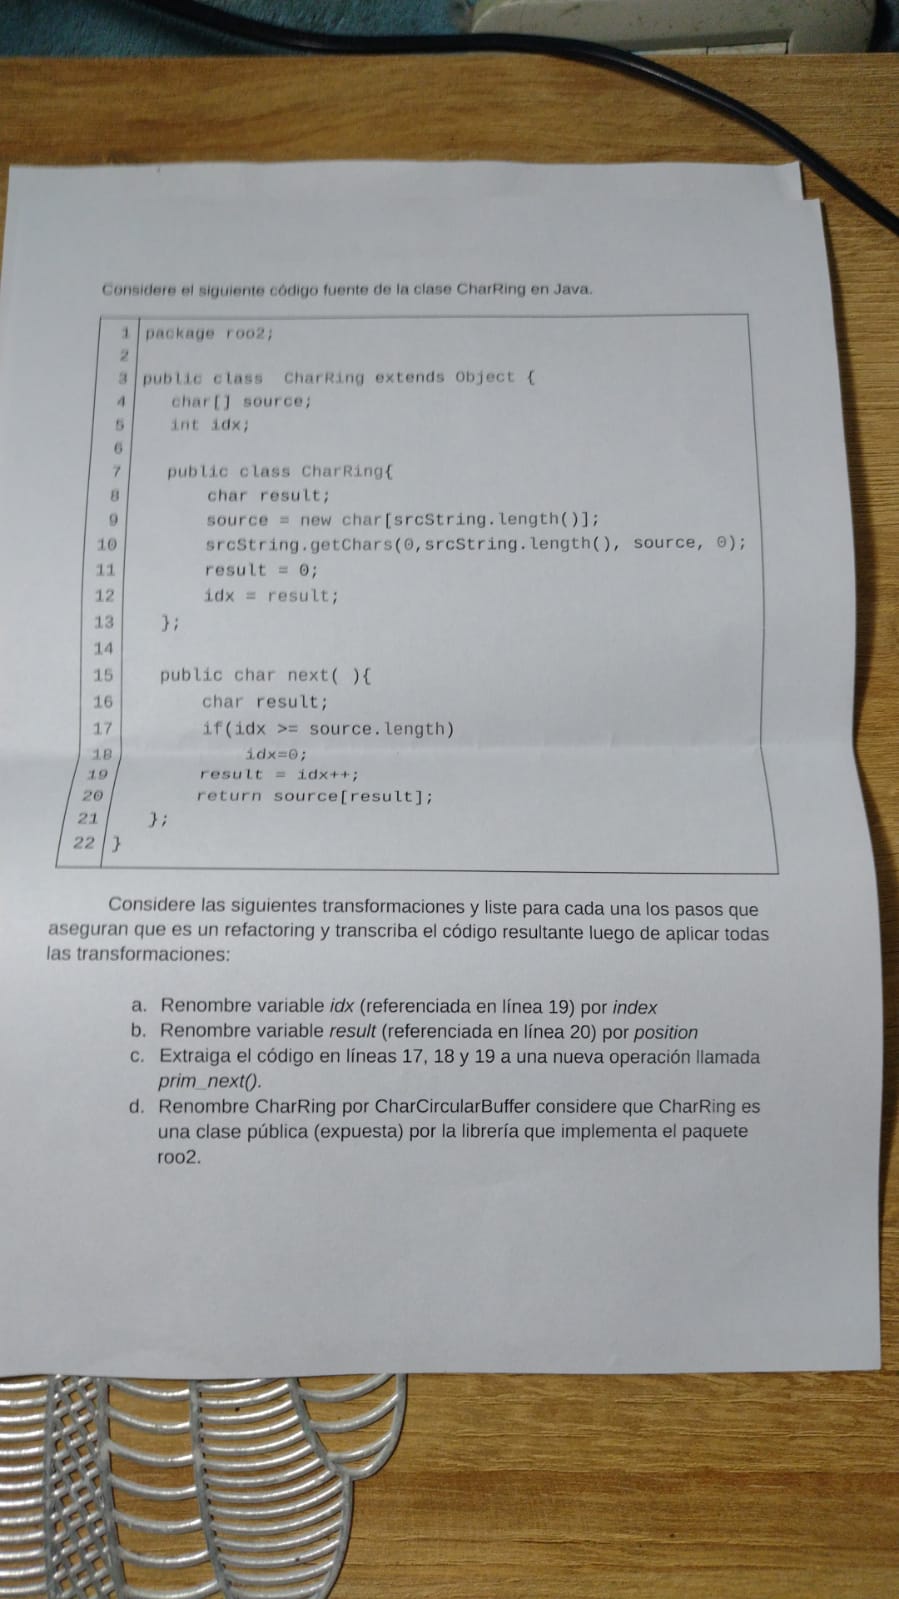 Considere el siguiente código fuente de la clase CharRing en Java.
1 package roo2;
2
3 public class  CharRing extends Object {
4 char[] source;
5 int idx;
6
7 public class CharRing{
8 char result;
9 source = new char[srcString.length()];
10 srcString.getChars(0,srcString.length(), source, 0);
11 result = 0;
12 idx = result;
13 };
14
15 public char next( ){
16 char result;
17 if(idx >= source.length)
18 idx=0;
19 result = idx++;
20 return source[result];
21 };
22 }
Considere las siguientes transformaciones y liste para cada una los pasos que
aseguran que es un refactoring y transcriba el código resultante luego de aplicar todas
las transformaciones:
a. Renombre variable idx (referenciada en línea 19) por index
b. Renombre variable result (referenciada en línea 20) por position
c. Extraiga el código en líneas 17, 18 y 19 a una nueva operación llamada
prim_next().
d. Renombre CharRing por CharCircularBuffer considere que CharRing es
una clase pública (expuesta) por la librería que implementa el paquete
roo2.